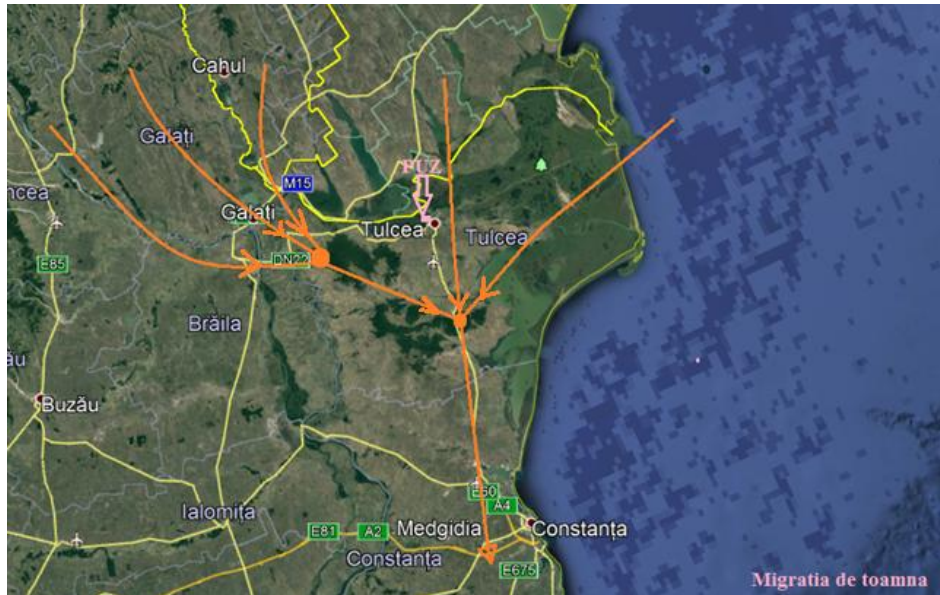 Cahul
Galați
ncea
M15
PUZ
Galați
Tulcea
Tulcea
E85
DN22
Brăila
ău
Buzău
E60
A4
Ialomița
E81
A2
Medgidia
Constanța
Constanța
E675
Migratia de toamna